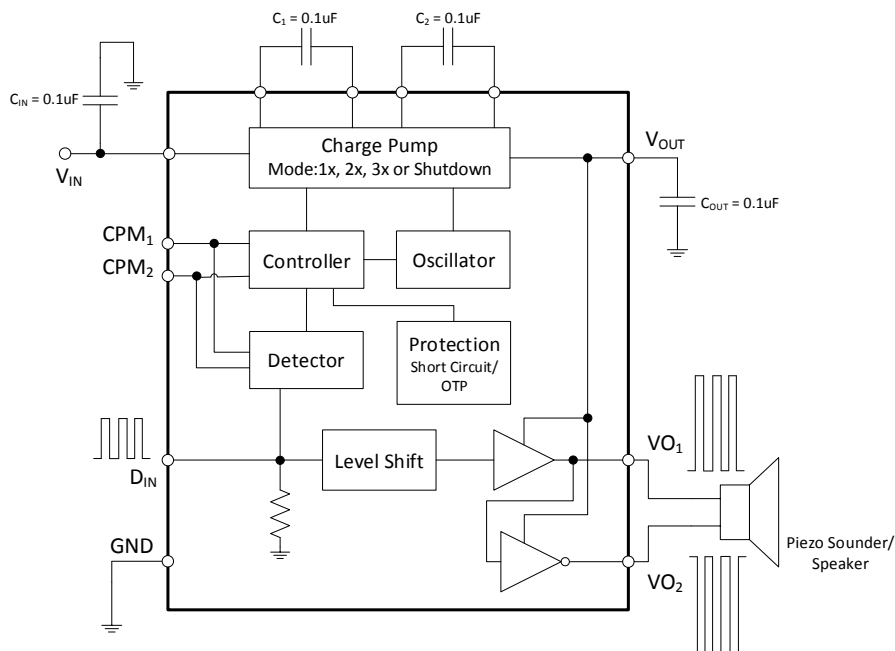 C1 = 0.1uF
C2 = 0.1uF
CIN = 0.1uF
VIN
Charge Pump
Mode:1x, 2x, 3x or Shutdown
VOUT
COUT = 0.1uF
CPM1
CPM2
Controller
Oscillator
Detector
Protection
Short Circuit/
OTP
DIN
Level Shift
VO1
GND
VO2
Piezo Sounder/
Speaker